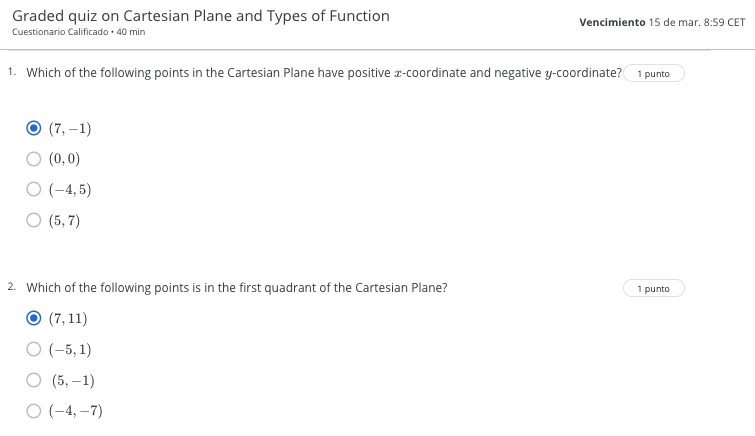 Graded quiz on Cartesian Plane and Types of Function
Cuestionario Calificado • 40 min
Vencimiento 15 de mar. 8:59 CET
1. Which of the following points in the Cartesian Plane have positive x-coordinate and negative y-coordinate? 1 punto
(7, −1)
(0, 0)
(−4, 5)
(5, 7)
2. Which of the following points is in the first quadrant of the Cartesian Plane? 1 punto
(7, 11)
(−5, 1)
(5, −1)
(−4, −7)